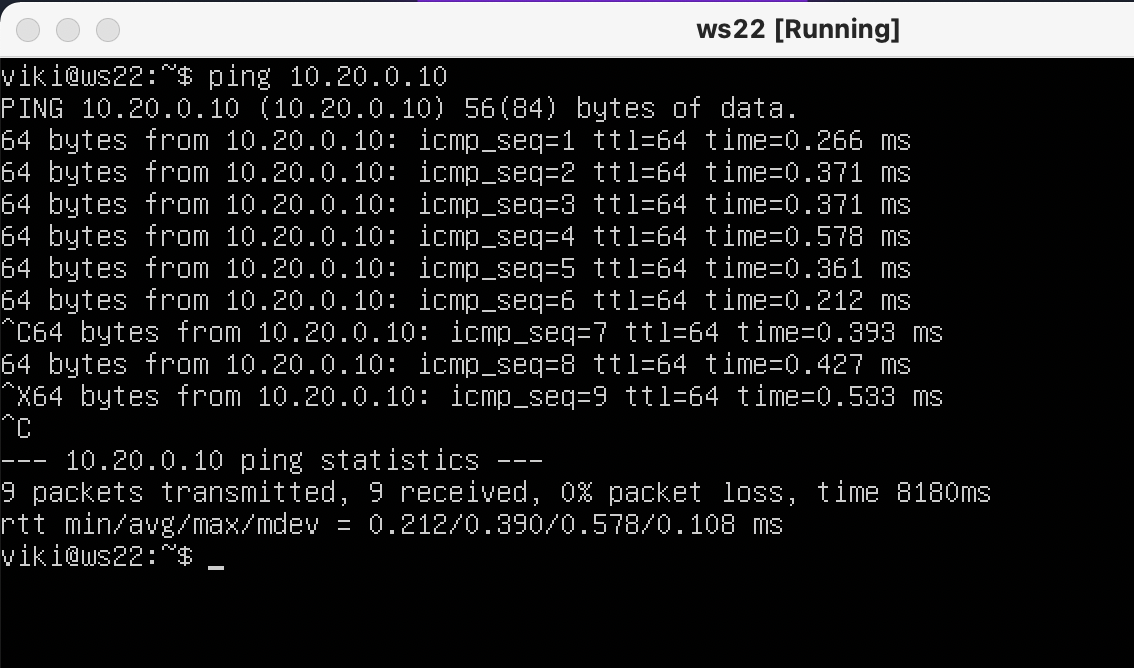 ws22 [Running]
viki@ws22:~$ ping 10.20.0.10
PING 10.20.0.10 (10.20.0.10) 56(84) bytes of data.
64 bytes from 10.20.0.10: icmp_seq=1 ttl=64 time=0.266 ms
64 bytes from 10.20.0.10: icmp_seq=2 ttl=64 time=0.371 ms
64 bytes from 10.20.0.10: icmp_seq=3 ttl=64 time=0.371 ms
64 bytes from 10.20.0.10: icmp_seq=4 ttl=64 time=0.578 ms
64 bytes from 10.20.0.10: icmp_seq=5 ttl=64 time=0.361 ms
64 bytes from 10.20.0.10: icmp_seq=6 ttl=64 time=0.212 ms
^C64 bytes from 10.20.0.10: icmp_seq=7 ttl=64 time=0.393 ms
64 bytes from 10.20.0.10: icmp_seq=8 ttl=64 time=0.427 ms
^X64 bytes from 10.20.0.10: icmp_seq=9 ttl=64 time=0.533 ms
^C
--- 10.20.0.10 ping statistics ---
9 packets transmitted, 9 received, 0% packet loss, time 8180ms
rtt min/avg/max/mdev = 0.212/0.390/0.578/0.108 ms
viki@ws22:~$ _